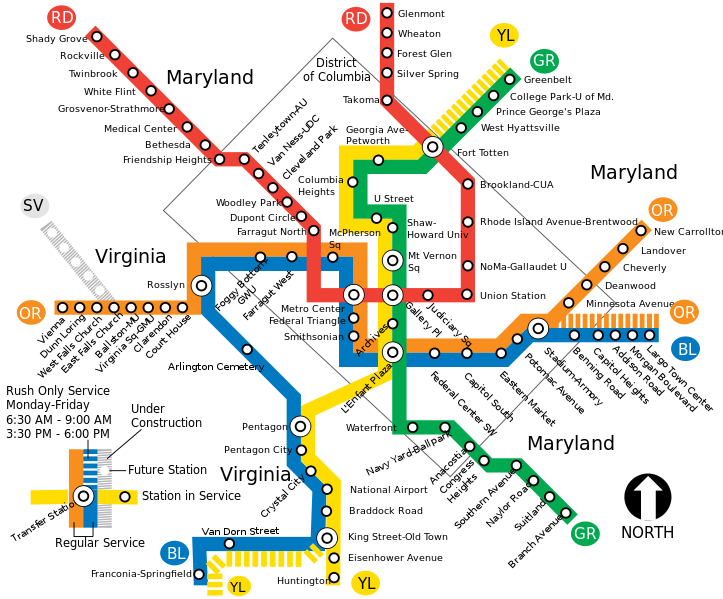 RD
Shady Grove
Rockville
Twinbrook
White Flint
Grosvenor-Strathmore
Medical Center
Bethesda
Friendship Heights
Maryland
Tenleytown-AU
Van Ness-UDC
Cleveland Park
Woodley Park
Dupont Circle
Farragut North
District
of Columbia
RD
Glenmont
Wheaton
Forest Glen
Silver Spring
Takoma
YL
GR
Greenbelt
College Park-U of Md.
Prince George's Plaza
West Hyattsville
Fort Totten
Georgia Ave-
Petworth
Columbia
Heights
U Street
Shaw-
Howard Univ
Mt Vernon
Sq
Brookland-CUA
Rhode Island Avenue-Brentwood
NoMa-Gallaudet U
Union Station
Judiciary Sq
Gallery Pl
Maryland
OR
New Carrollton
Landover
Cheverly
Deanwood
Minnesota Avenue
OR
BL
SV
Virginia
Rosslyn
OR
Vienna
Dunn Loring
West Falls Church
East Falls Church
Ballston-MU
Virginia Sq-GMU
Clarendon
Court House
Foggy Bottom-
GWU
Farragut West
McPherson
Sq
Metro Center
Federal Triangle
Smithsonian
Archives
L'Enfant Plaza
Federal Center SW
Capitol South
Eastern Market
Potomac Avenue
Stadium-Armory
Benning Road
Capitol Heights
Addison Road
Morgan Boulevard
Largo Town Center
Arlington Cemetery
Pentagon
Pentagon City
Crystal City
Virginia
National Airport
Braddock Road
King Street-Old Town
Eisenhower Avenue
Huntington
YL
Van Dorn Street
BL
Franconia-Springfield
YL
Waterfront
Navy Yard-Ballpark
Anacostia
Congress
Heights
Southern Avenue
Naylor Road
Suitland
Branch Avenue
GR
Maryland
NORTH
Rush Only Service
Monday-Friday
6:30 AM - 9:00 AM
3:30 PM - 6:00 PM
Under
Construction
Future Station
Station in Service
Transfer Station
Regular Service